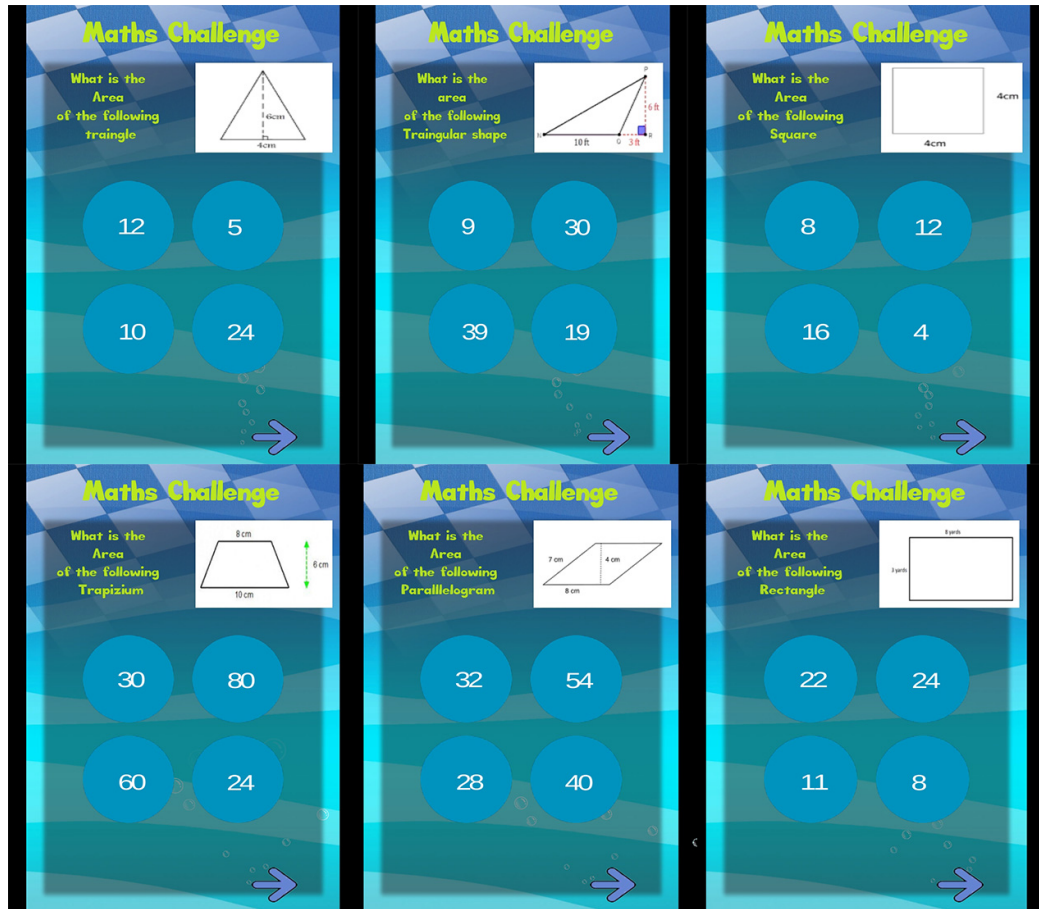 Maths Challenge
What is the
Area
of the following
traingle
6cm
4cm
12
5
10
24
Maths Challenge
What is the
area
of the following
Traingular shape
P
6 ft
N
10 ft
Q
3 ft
R
9
30
39
19
Maths Challenge
What is the
Area
of the following
Square
4cm
4cm
8
12
16
4
Maths Challenge
What is the
Area
of the following
Trapizium
8 cm
6 cm
10 cm
30
80
60
24
Maths Challenge
What is the
Area
of the following
Paralllelogram
7 cm
4 cm
8 cm
32
54
28
40
Maths Challenge
What is the
Area
of the following
Rectangle
8 yards
3 yards
22
24
11
8